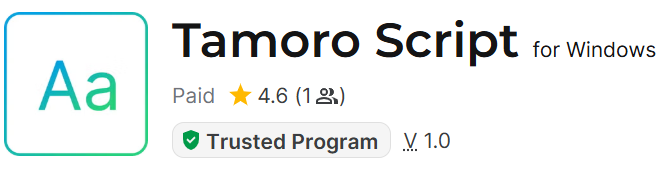 Aa
Tamoro Script for Windows
Paid 4.6 (1)
Trusted Program V 1.0